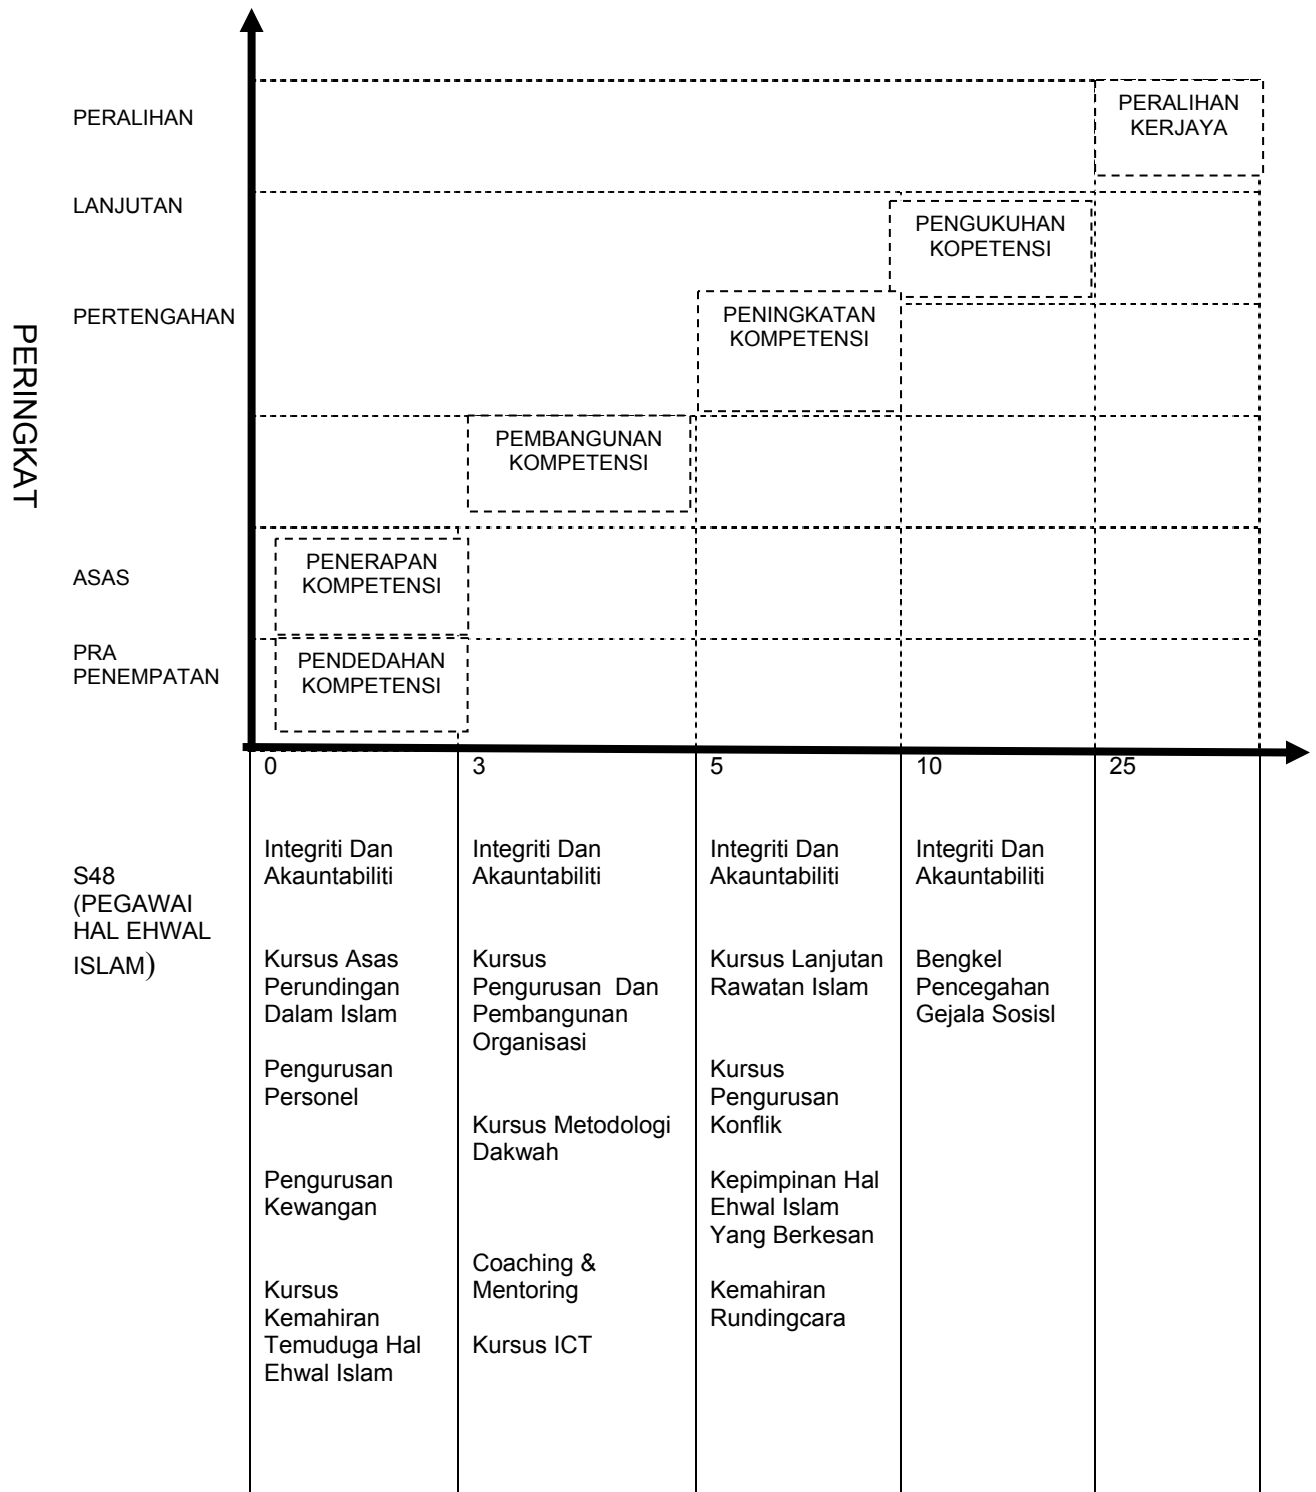 PERINGKAT
PERALIHAN
PERALIHAN
KERJAYA
LANJUTAN
PENGUKUHAN
KOPETENSI
PERTENGAHAN
PENINGKATAN
KOMPETENSI
PEMBANGUNAN
KOMPETENSI
ASAS
PENERAPAN
KOMPETENSI
PRA
PENEMPATAN
PENDEDAHAN
KOMPETENSI
0
3
5
10
25
S48
(PEGAWAI
HAL EHWAL
ISLAM)
Integriti Dan
Akauntabiliti
Kursus Asas
Perundingan
Dalam Islam
Pengurusan
Personel
Pengurusan
Kewangan
Kursus
Kemahiran
Temuduga Hal
Ehwal Islam
Integriti Dan
Akauntabiliti
Kursus
Pengurusan Dan
Pembangunan
Organisasi
Kursus Metodologi
Dakwah
Coaching &
Mentoring
Kursus ICT
Integriti Dan
Akauntabiliti
Kursus Lanjutan
Rawatan Islam
Kursus
Pengurusan
Konflik
Kepimpinan Hal
Ehwal Islam
Yang Berkesan
Kemahiran
Rundingcara
Integriti Dan
Akauntabiliti
Bengkel
Pencegahan
Gejala Sosisl